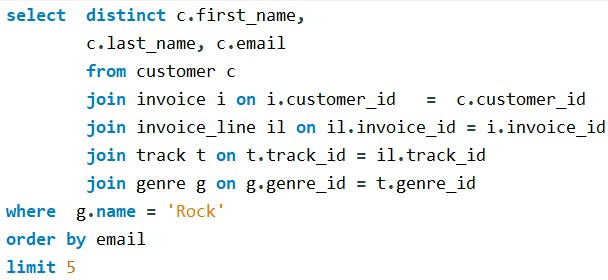 select distinct c.first_name,
c.last_name, c.email
from customer c
join invoice i on i.customer_id = c.customer_id
join invoice_line il on il.invoice_id = i.invoice_id
join track t on t.track_id = il.track_id
join genre g on g.genre_id = t.genre_id
where g.name = 'Rock'
order by email
limit 5